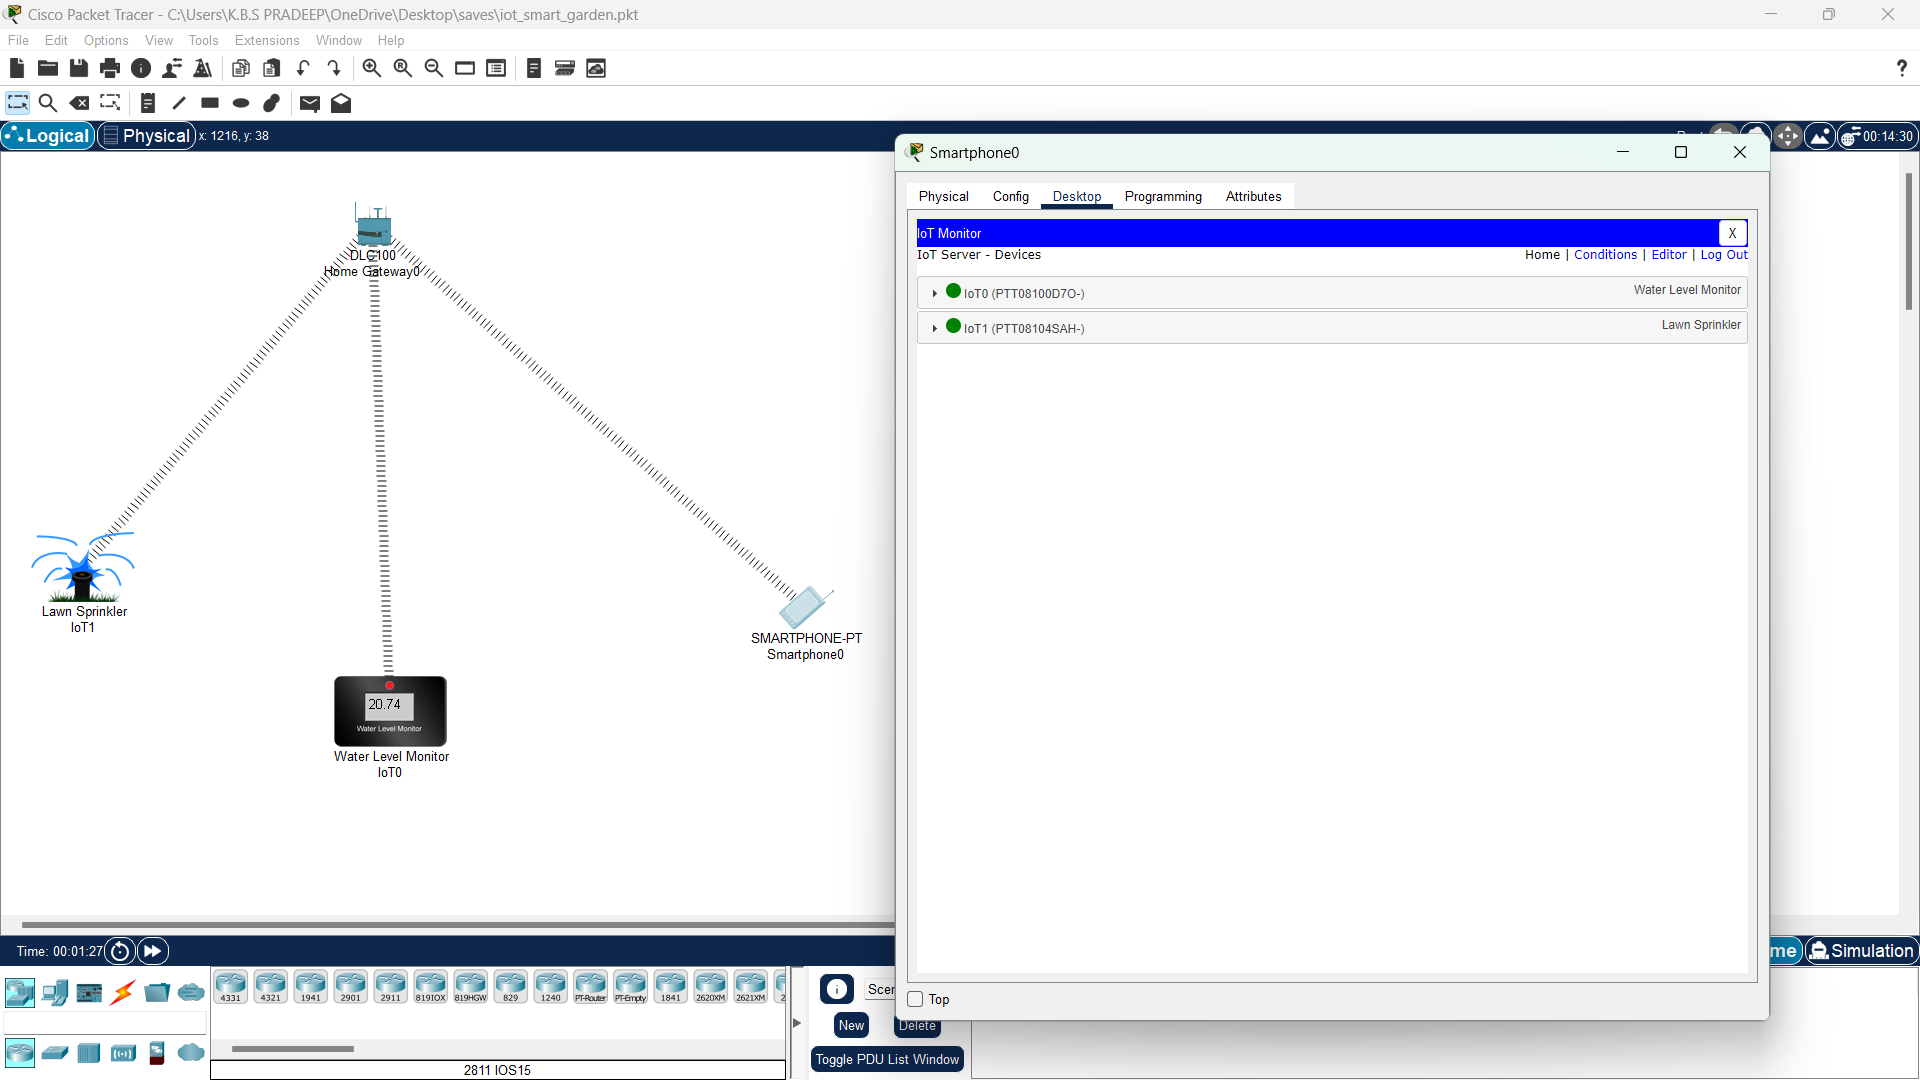 Cisco Packet Tracer - C:\Users\K.B.S PRADEEP\OneDrive\Desktop\saves\iot_smart_garden.pkt
File Edit Options View Tools Extensions Window Help
?
Logical Physical x: 1216, y: 38
00:14:30
Smartphone0
Physical Config Desktop Programming Attributes
IoT Monitor X
IoT Server - Devices Home | Conditions | Editor | Log Out
IoT0 (PTT08100D7O-) Water Level Monitor
IoT1 (PTT08104SAH-) Lawn Sprinkler
Top
DLC100
Home Gateway0
Lawn Sprinkler
IoT1
SMARTPHONE-PT
Smartphone0
20.74
Water Level Monitor
Water Level Monitor
IoT0
Time: 00:01:27
me Simulation
4331 4321 1941 2901 2911 819IOX 819HGW 829 1240 PT-Router PT-Empty 1841 2620XM 2621XM 2
2811 IOS15
Scer
New Delete
Toggle PDU List Window